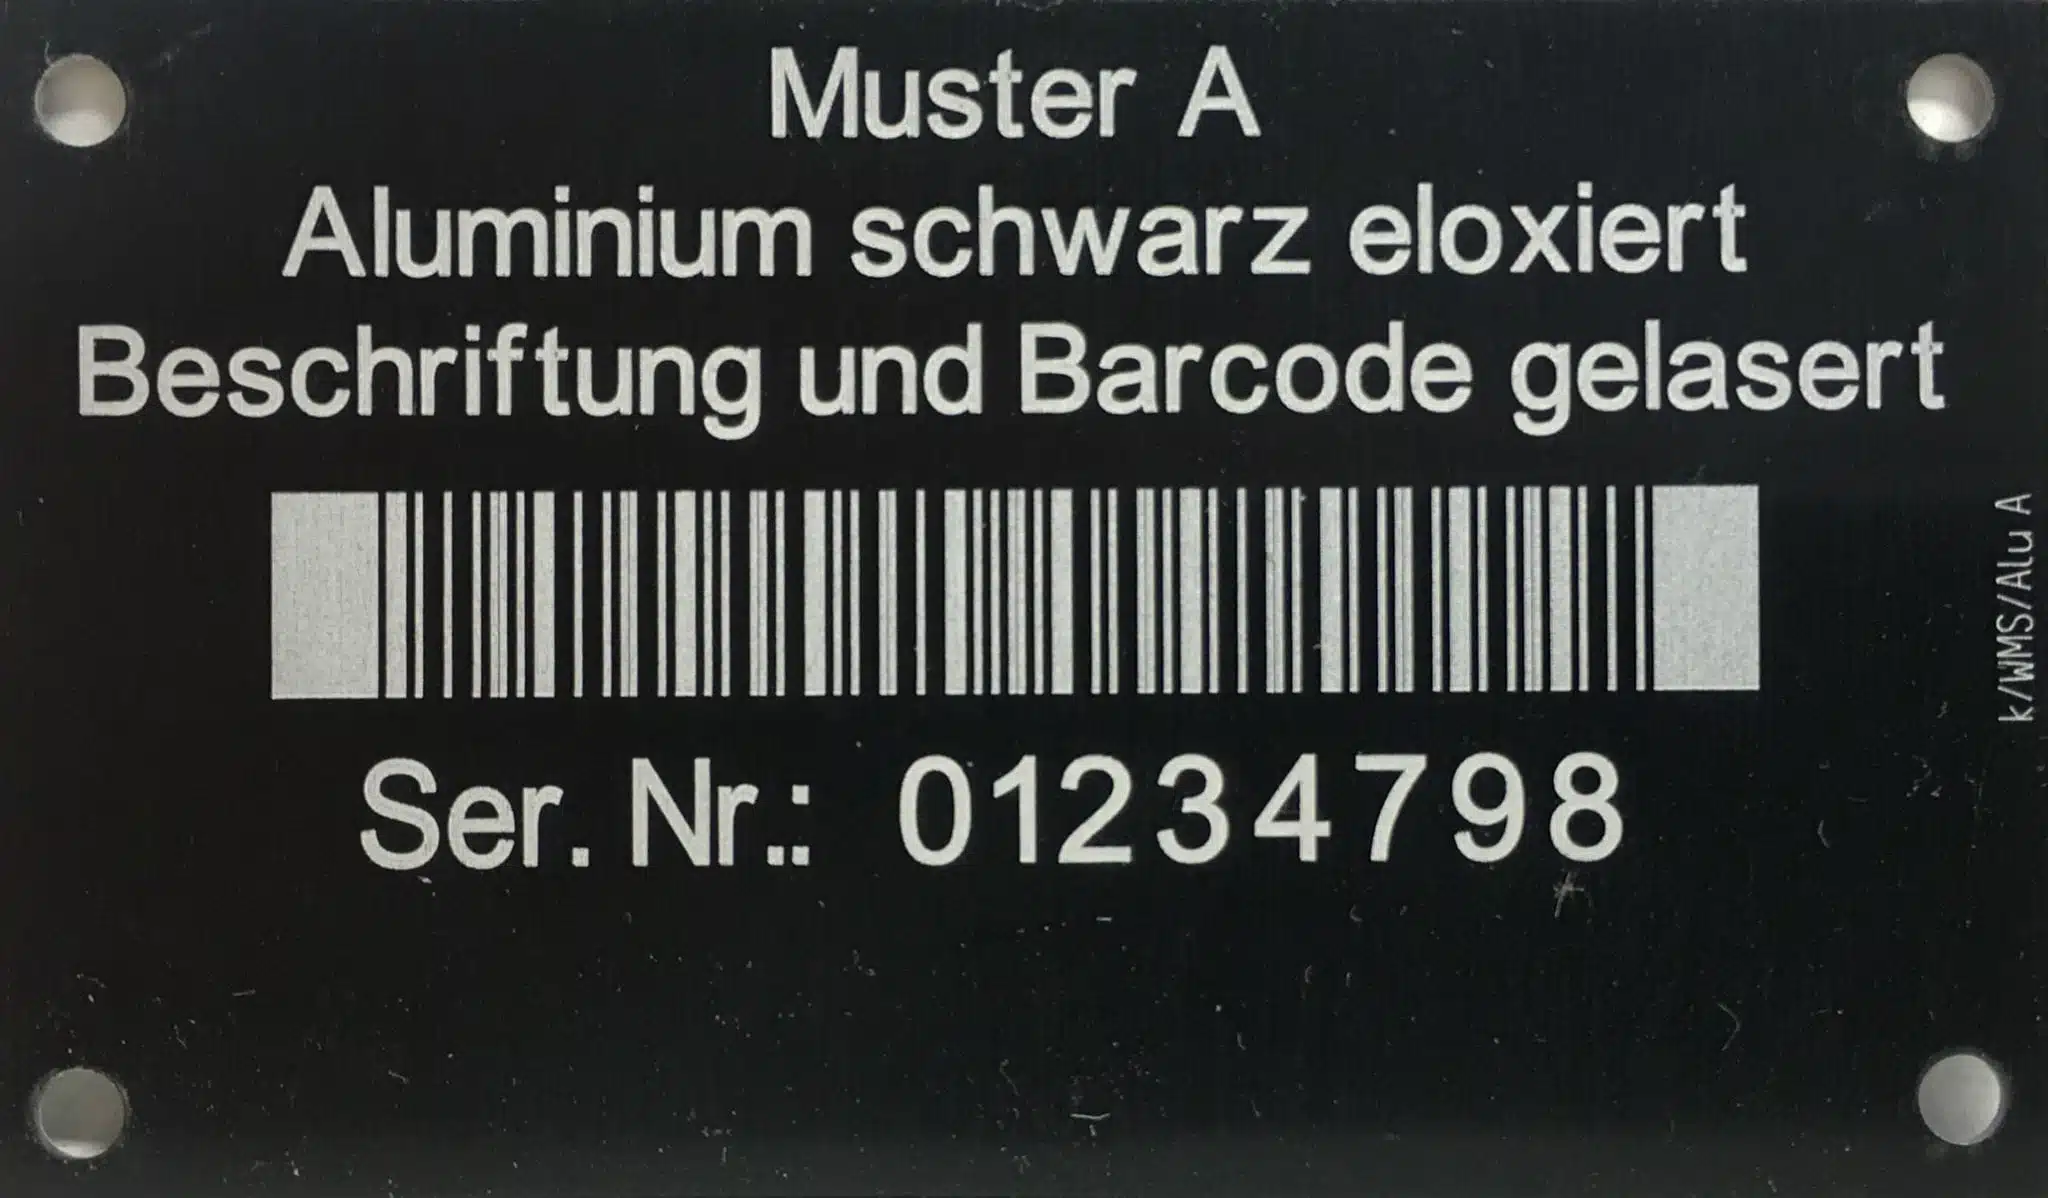 Muster A
Aluminium schwarz eloxiert
Beschriftung und Barcode gelasert
Ser. Nr.: 01234798
k/WMS/Alu A